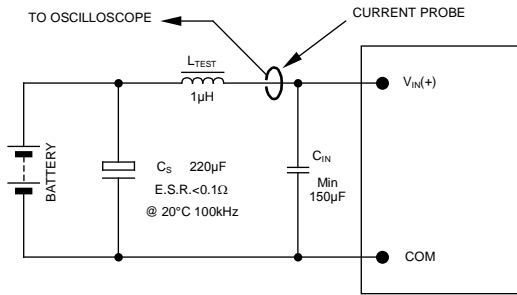 TO OSCILLOSCOPE
CURRENT PROBE
LTEST
1µH
VIN(+)
BATTERY
CS 220µF
E.S.R.<0.1Ω
@ 20°C 100kHz
CIN
Min
150µF
COM